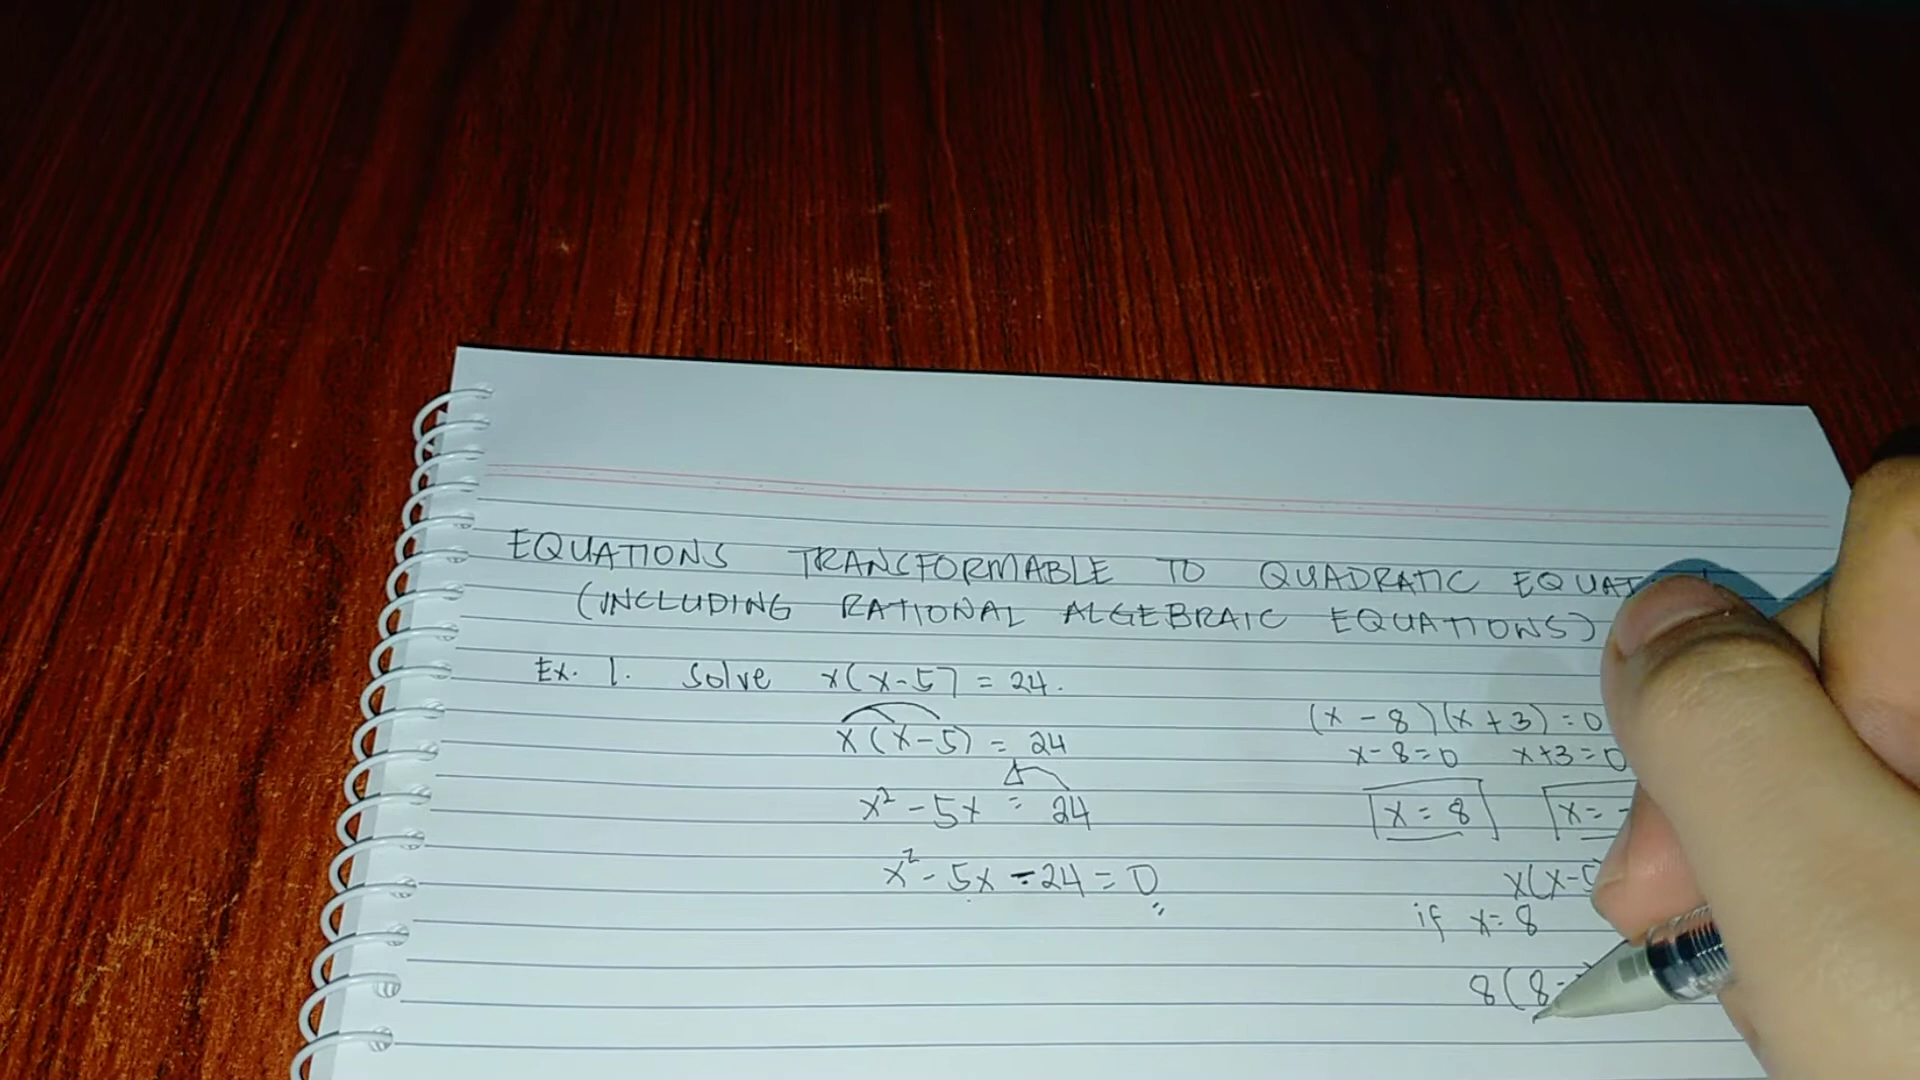 EQUATIONS TRANSFORMABLE TO QUADRATIC
(INCLUDING RATIONAL ALGEBRAIC EQUATIONS)
Ex. 1. Solve x(x-5) = 24.
x(x-5) = 24
x² - 5x = 24
x² - 5x - 24 = 0
(x - 8)(x + 3) = 0
x-8=0 x+3=0
x = 8 x = -
x(x-5
if x = 8
8(8-